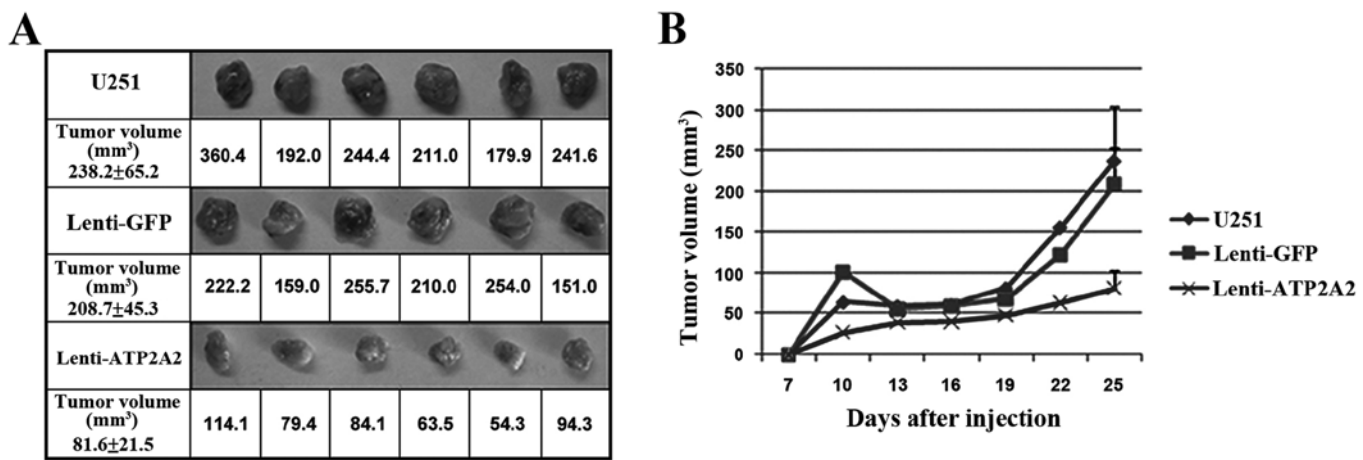 A
U251
Tumor volume
(mm³)
238.2±65.2
360.4 192.0 244.4 211.0 179.9 241.6
Lenti-GFP
Tumor volume
(mm³)
208.7±45.3
222.2 159.0 255.7 210.0 254.0 151.0
Lenti-ATP2A2
Tumor volume
(mm³)
81.6±21.5
114.1 79.4 84.1 63.5 54.3 94.3
B
Tumor volume (mm³)
350
300
250
200
150
100
50
0
7 10 13 16 19 22 25
Days after injection
U251
Lenti-GFP
Lenti-ATP2A2